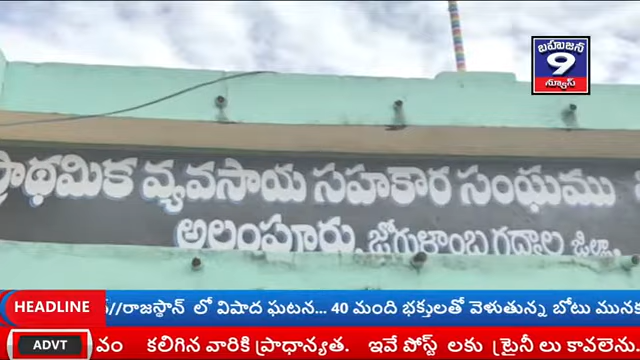 బహుజన్
9
న్యూస్
ప్రాథమిక వ్యవసాయ సహకార సంఘము
అలంపూరు, జోగుళాంబ గద్వాల జిల్లా.
HEADLINE //రాజస్థాన్ లో విషాద ఘటన... 40 మంది భక్తులతో వెళుతున్న బోటు మునక
ADVT వం కలిగిన వారికి ప్రాధాన్యత. ఇవే పోస్ట్ లకు ట్రైనీ లు కావలెను